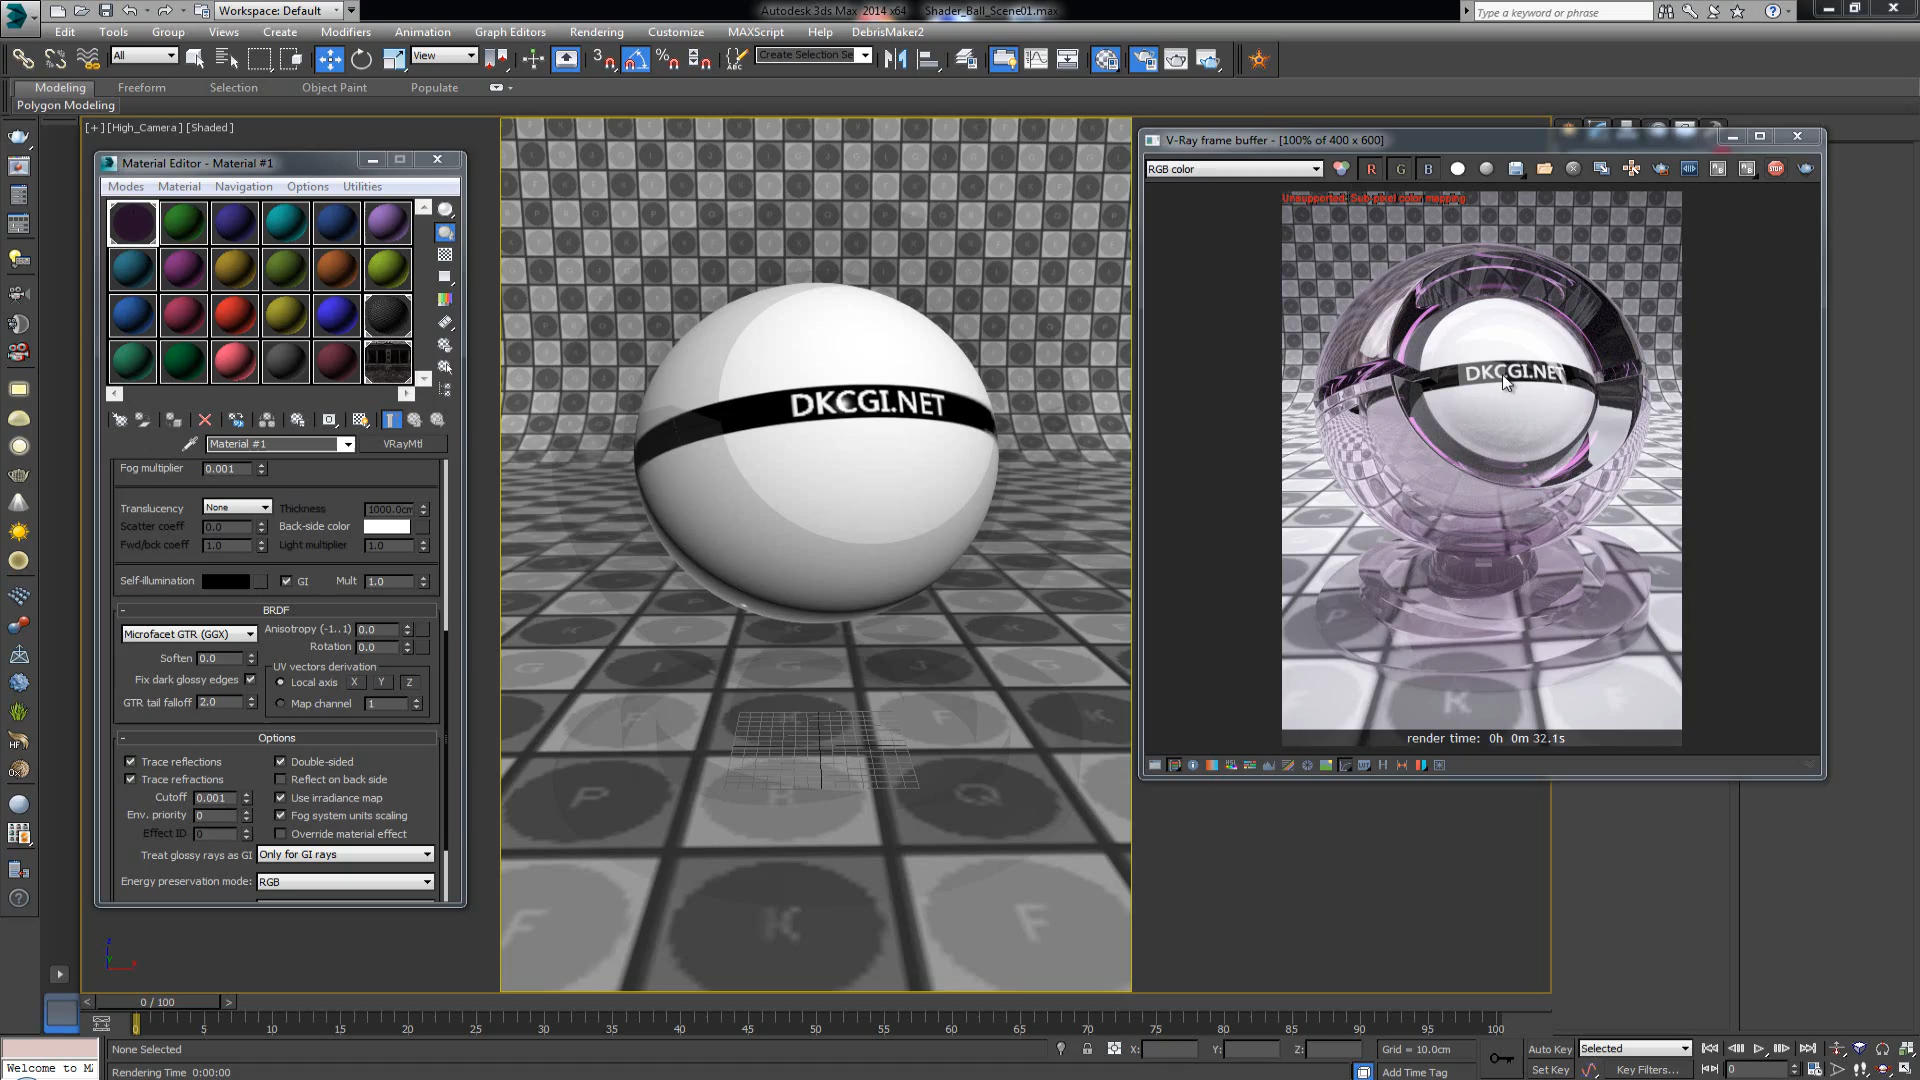 Workspace: Default
Autodesk 3ds Max 2014 x64 Shader_Ball_Scene01.max
Type a keyword or phrase
Edit Tools Group Views Create Modifiers Animation Graph Editors Rendering Customize MAXScript Help DebrisMaker2
All
View
Create Selection Se
Modeling Freeform Selection Object Paint Populate
Polygon Modeling
[+] [High_Camera] [Shaded]
Material Editor - Material #1
Modes Material Navigation Options Utilities
Material #1 VRayMtl
Fog multiplier 0.001
Translucency None Thickness 1000.0cm
Scatter coeff 0.0 Back-side color
Fwd/bck coeff 1.0 Light multiplier 1.0
Self-illumination GI Mult 1.0
BRDF
Microfacet GTR (GGX) Anisotropy (-1..1) 0.0
Rotation 0.0
Soften 0.0 UV vectors derivation
Fix dark glossy edges Local axis X Y Z
GTR tail falloff 2.0 Map channel 1
Options
Trace reflections Double-sided
Trace refractions Reflect on back side
Cutoff 0.001 Use irradiance map
Env. priority 0 Fog system units scaling
Effect ID 0 Override material effect
Treat glossy rays as GI Only for GI rays
Energy preservation mode: RGB
DKCGI.NET
V-Ray frame buffer - [100% of 400 x 600]
RGB color R G B STOP
Unsupported: Sub-pixel color mapping
DKCGI.NET
render time: 0h 0m 32.1s
0 / 100
0 5 10 15 20 25 30 35 40 45 50 55 60 65 70 75 80 85 90 95 100
None Selected X: Y: Z: Grid = 10.0cm Auto Key Selected
Welcome to MA Rendering Time 0:00:00 Add Time Tag Set Key Key Filters... 0